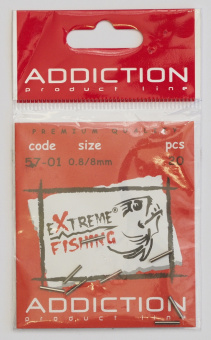 ADDICTION
product line
PREMIUM QUALITY
code size pcs
57-01 0.8/8mm
EXTREME®
FISHING
ADDICTION
product line